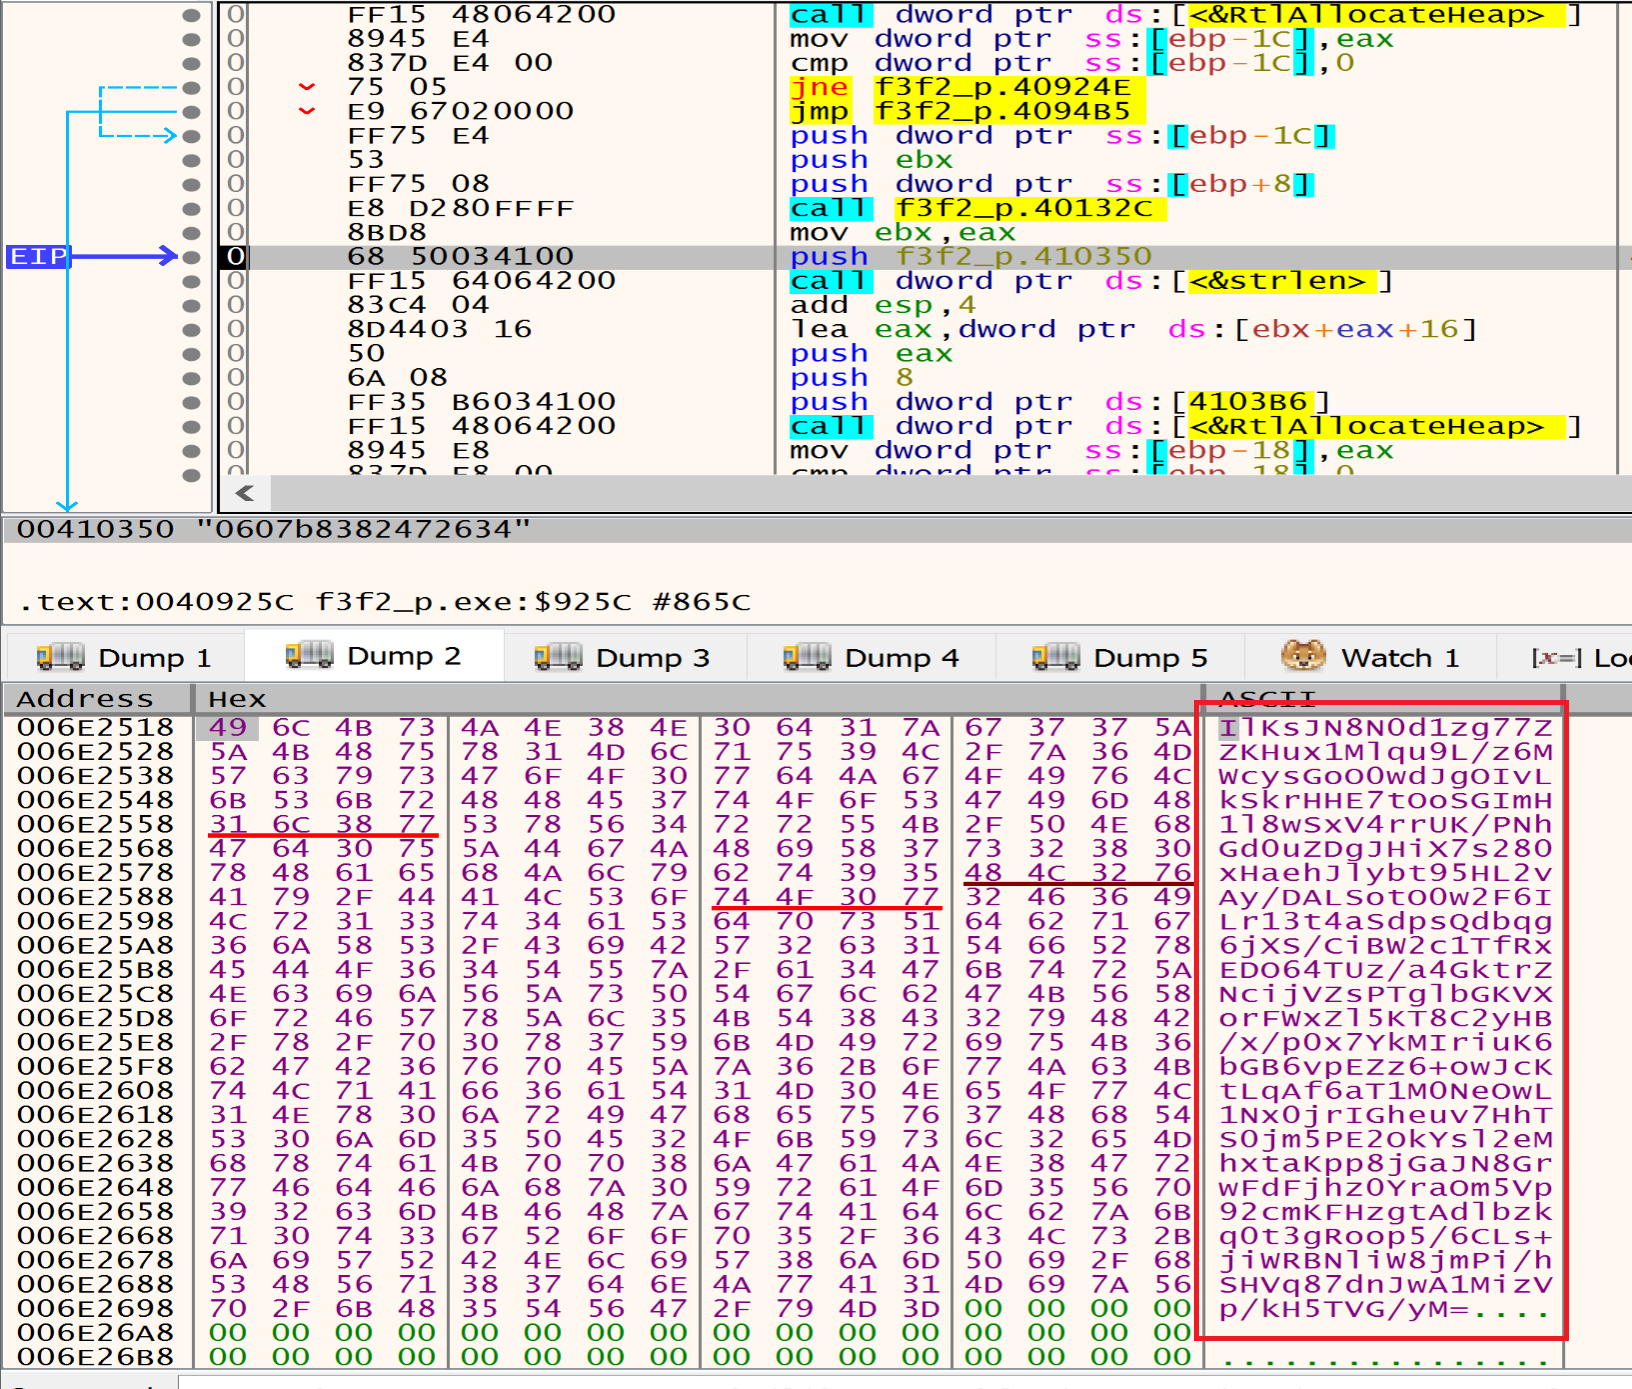 0 FF15 48064200 call dword ptr ds:[<&RtlAllocateHeap>]
0 8945 E4 mov dword ptr ss:[ebp-1C],eax
0 837D E4 00 cmp dword ptr ss:[ebp-1C],0
0 75 05 jne f3f2_p.40924E
0 E9 67020000 jmp f3f2_p.4094B5
0 FF75 E4 push dword ptr ss:[ebp-1C]
0 53 push ebx
0 FF75 08 push dword ptr ss:[ebp+8]
0 E8 D280FFFF call f3f2_p.40132C
0 8BD8 mov ebx,eax
EIP 0 68 50034100 push f3f2_p.410350
0 FF15 64064200 call dword ptr ds:[<&strlen>]
0 83C4 04 add esp,4
0 8D4403 16 lea eax,dword ptr ds:[ebx+eax+16]
0 50 push eax
0 6A 08 push 8
0 FF35 B6034100 push dword ptr ds:[4103B6]
0 FF15 48064200 call dword ptr ds:[<&RtlAllocateHeap>]
0 8945 E8 mov dword ptr ss:[ebp-18],eax
0 837D E8 00 cmp dword ptr ss:[ebp-18],0
00410350 "0607b8382472634"
.text:0040925C f3f2_p.exe:$925C #865C
Dump 1 Dump 2 Dump 3 Dump 4 Dump 5 Watch 1 [x=] Loc
Address Hex ASCII
006E2518 49 6C 4B 73 4A 4E 38 4E 30 64 31 7A 67 37 37 5A IlKsJN8N0d1zg77Z
006E2528 5A 4B 48 75 78 31 4D 6C 71 75 39 4C 2F 7A 36 4D ZKHux1Mlqu9L/z6M
006E2538 57 63 79 73 47 6F 4F 30 77 64 4A 67 4F 49 76 4C WcysGoO0wdJgOIvL
006E2548 6B 53 6B 72 48 48 45 37 74 4F 6F 53 47 49 6D 48 kSkrHHE7tOoSGImH
006E2558 31 6C 38 77 53 78 56 34 72 72 55 4B 2F 50 4E 68 1l8wSxV4rrUK/PNh
006E2568 47 64 30 75 5A 44 67 4A 48 69 58 37 73 32 38 30 Gd0uZDgJHiX7s280
006E2578 78 48 61 65 68 4A 6C 79 62 74 39 35 48 4C 32 76 xHaehJlybt95HL2v
006E2588 41 79 2F 44 41 4C 53 6F 74 4F 30 77 32 46 36 49 Ay/DALSotO0w2F6I
006E2598 4C 72 31 33 74 34 61 53 64 70 73 51 64 62 71 67 Lr13t4aSdpsQdbqg
006E25A8 36 6A 58 53 2F 43 69 42 57 32 63 31 54 66 52 78 6jXS/CiBW2c1TfRx
006E25B8 45 44 4F 36 34 54 55 7A 2F 61 34 47 6B 74 72 5A EDO64TUz/a4GktrZ
006E25C8 4E 63 69 6A 56 5A 73 50 54 67 6C 62 47 4B 56 58 NcijVZsPTglbGKVX
006E25D8 6F 72 46 57 78 5A 6C 35 4B 54 38 43 32 79 48 42 orFWxZl5KT8C2yHB
006E25E8 2F 78 2F 70 30 78 37 59 6B 4D 49 72 69 75 4B 36 /x/p0x7YkMIriuK6
006E25F8 62 47 42 36 76 70 45 5A 7A 36 2B 6F 77 4A 63 4B bGB6vpEZz6+owJcK
006E2608 74 4C 71 41 66 36 61 54 31 4D 30 4E 65 4F 77 4C tLqAf6aT1M0NeOwL
006E2618 31 4E 78 30 6A 72 49 47 68 65 75 76 37 48 68 54 1Nx0jrIGheuv7HhT
006E2628 53 30 6A 6D 35 50 45 32 4F 6B 59 73 6C 32 65 4D S0jm5PE2OkYsl2eM
006E2638 68 78 74 61 4B 70 70 38 6A 47 61 4A 4E 38 47 72 hxtaKpp8jGaJN8Gr
006E2648 77 46 64 46 6A 68 7A 30 59 72 61 4F 6D 35 56 70 wFdFjhz0YraOm5Vp
006E2658 39 32 63 6D 4B 46 48 7A 67 74 41 64 6C 62 7A 6B 92cmKFHzgtAdlbzk
006E2668 71 30 74 33 67 52 6F 6F 70 35 2F 36 43 4C 73 2B q0t3gRoop5/6CLs+
006E2678 6A 69 57 52 42 4E 6C 69 57 38 6A 6D 50 69 2F 68 jiWRBNliW8jmPi/h
006E2688 53 48 56 71 38 37 64 6E 4A 77 41 31 4D 69 7A 56 SHVq87dnJwA1MizV
006E2698 70 2F 6B 48 35 54 56 47 2F 79 4D 3D 00 00 00 00 p/kH5TVG/yM=....
006E26A8 00 00 00 00 00 00 00 00 00 00 00 00 00 00 00 00
006E26B8 00 00 00 00 00 00 00 00 00 00 00 00 00 00 00 00 ................